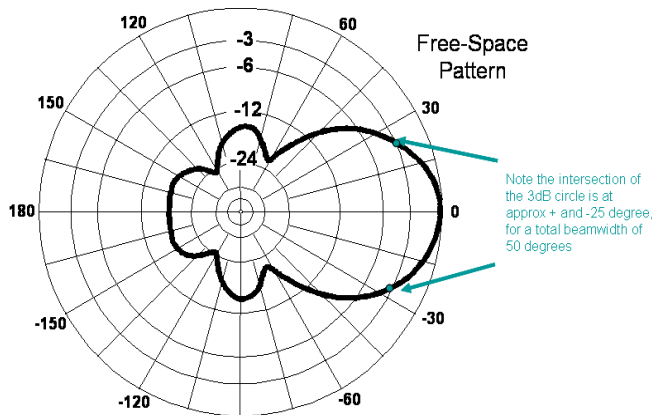 120
60
Free-Space
Pattern
-3
-6
150
-12
30
-24
180
0
Note the intersection of
the 3dB circle is at
approx + and -25 degree,
for a total beamwidth of
50 degrees
-150
-30
-120
-60